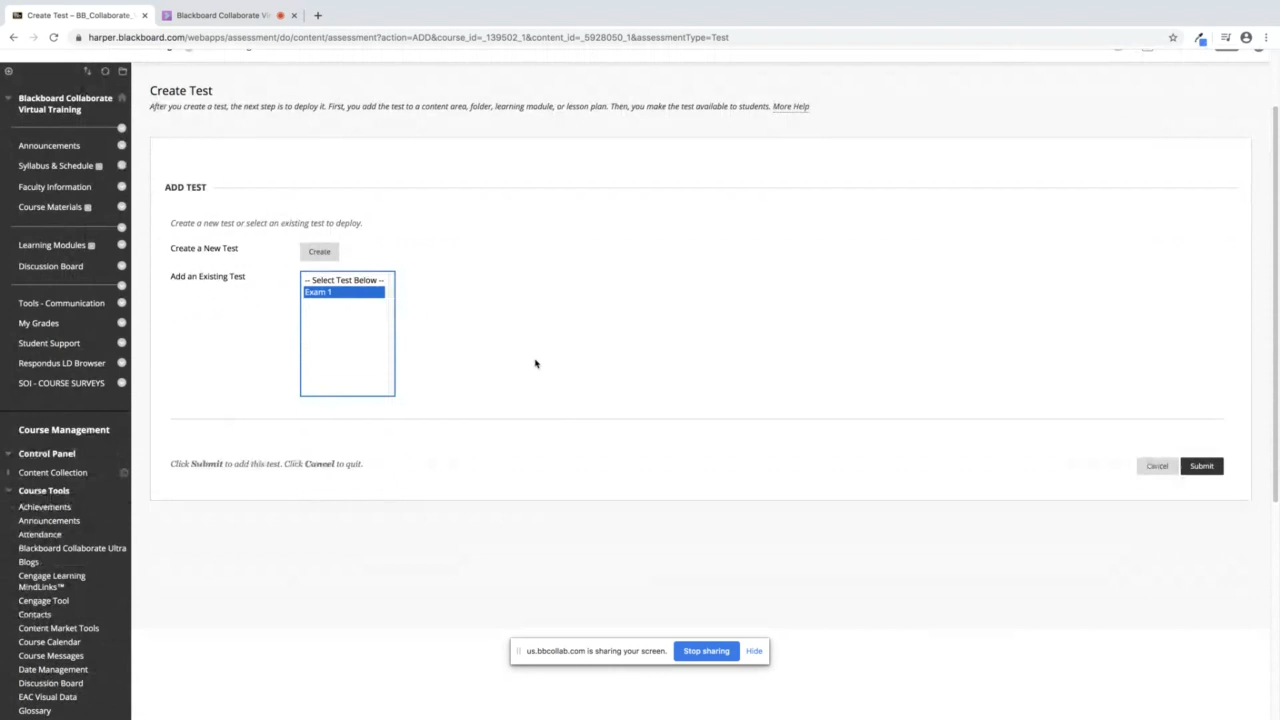 Create Test – BB_Collaborate_
Blackboard Collaborate Vi
harper.blackboard.com/webapps/assessment/do/content/assessment?action=ADD&course_id=_139502_1&content_id=_5928050_1&assessmentType=Test
Blackboard Collaborate
Virtual Training
Announcements
Syllabus & Schedule
Faculty Information
Course Materials
Learning Modules
Discussion Board
Tools - Communication
My Grades
Student Support
Respondus LD Browser
SOI - COURSE SURVEYS
Course Management
Control Panel
Content Collection
Course Tools
Achievements
Announcements
Attendance
Blackboard Collaborate Ultra
Blogs
Cengage Learning
MindLinks™
Cengage Tool
Contacts
Content Market Tools
Course Calendar
Course Messages
Date Management
Discussion Board
EAC Visual Data
Glossary
Create Test
After you create a test, the next step is to deploy it. First, you add the test to a content area, folder, learning module, or lesson plan. Then, you make the test available to students. More Help
ADD TEST
Create a new test or select an existing test to deploy.
Create a New Test
Create
Add an Existing Test
-- Select Test Below --
Exam 1
Click Submit to add this test. Click Cancel to quit.
Cancel
Submit
us.bbcollab.com is sharing your screen.
Stop sharing
Hide